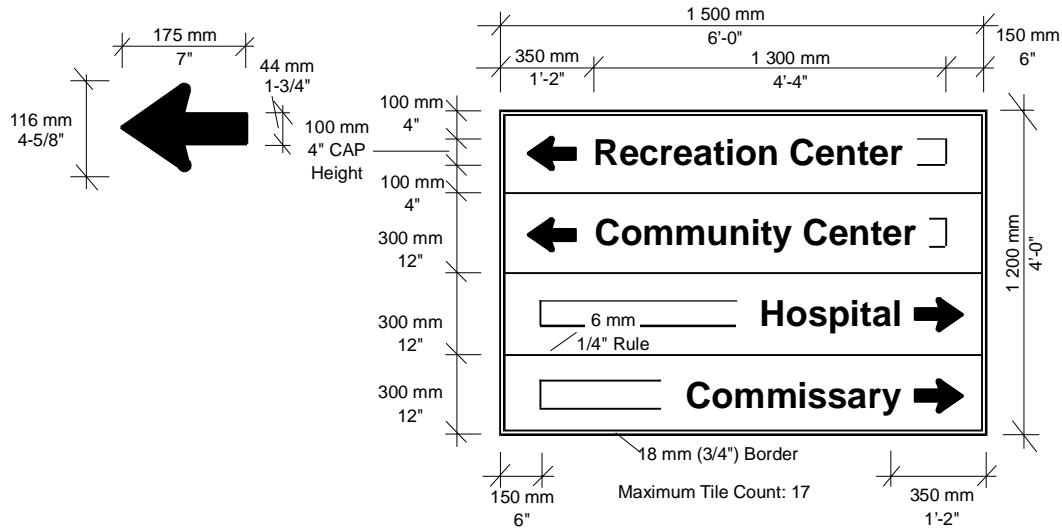 175 mm
7"
44 mm
1-3/4"
116 mm
4-5/8"
1 500 mm
6'-0"
150 mm
6"
350 mm
1'-2"
1 300 mm
4'-4"
100 mm
4"
100 mm
4" CAP
Height
100 mm
4"
300 mm
12"
300 mm
12"
300 mm
12"
Recreation Center
Community Center
Hospital
6 mm
1/4" Rule
Commissary
1 200 mm
4'-0"
18 mm (3/4") Border
Maximum Tile Count: 17
150 mm
6"
350 mm
1'-2"